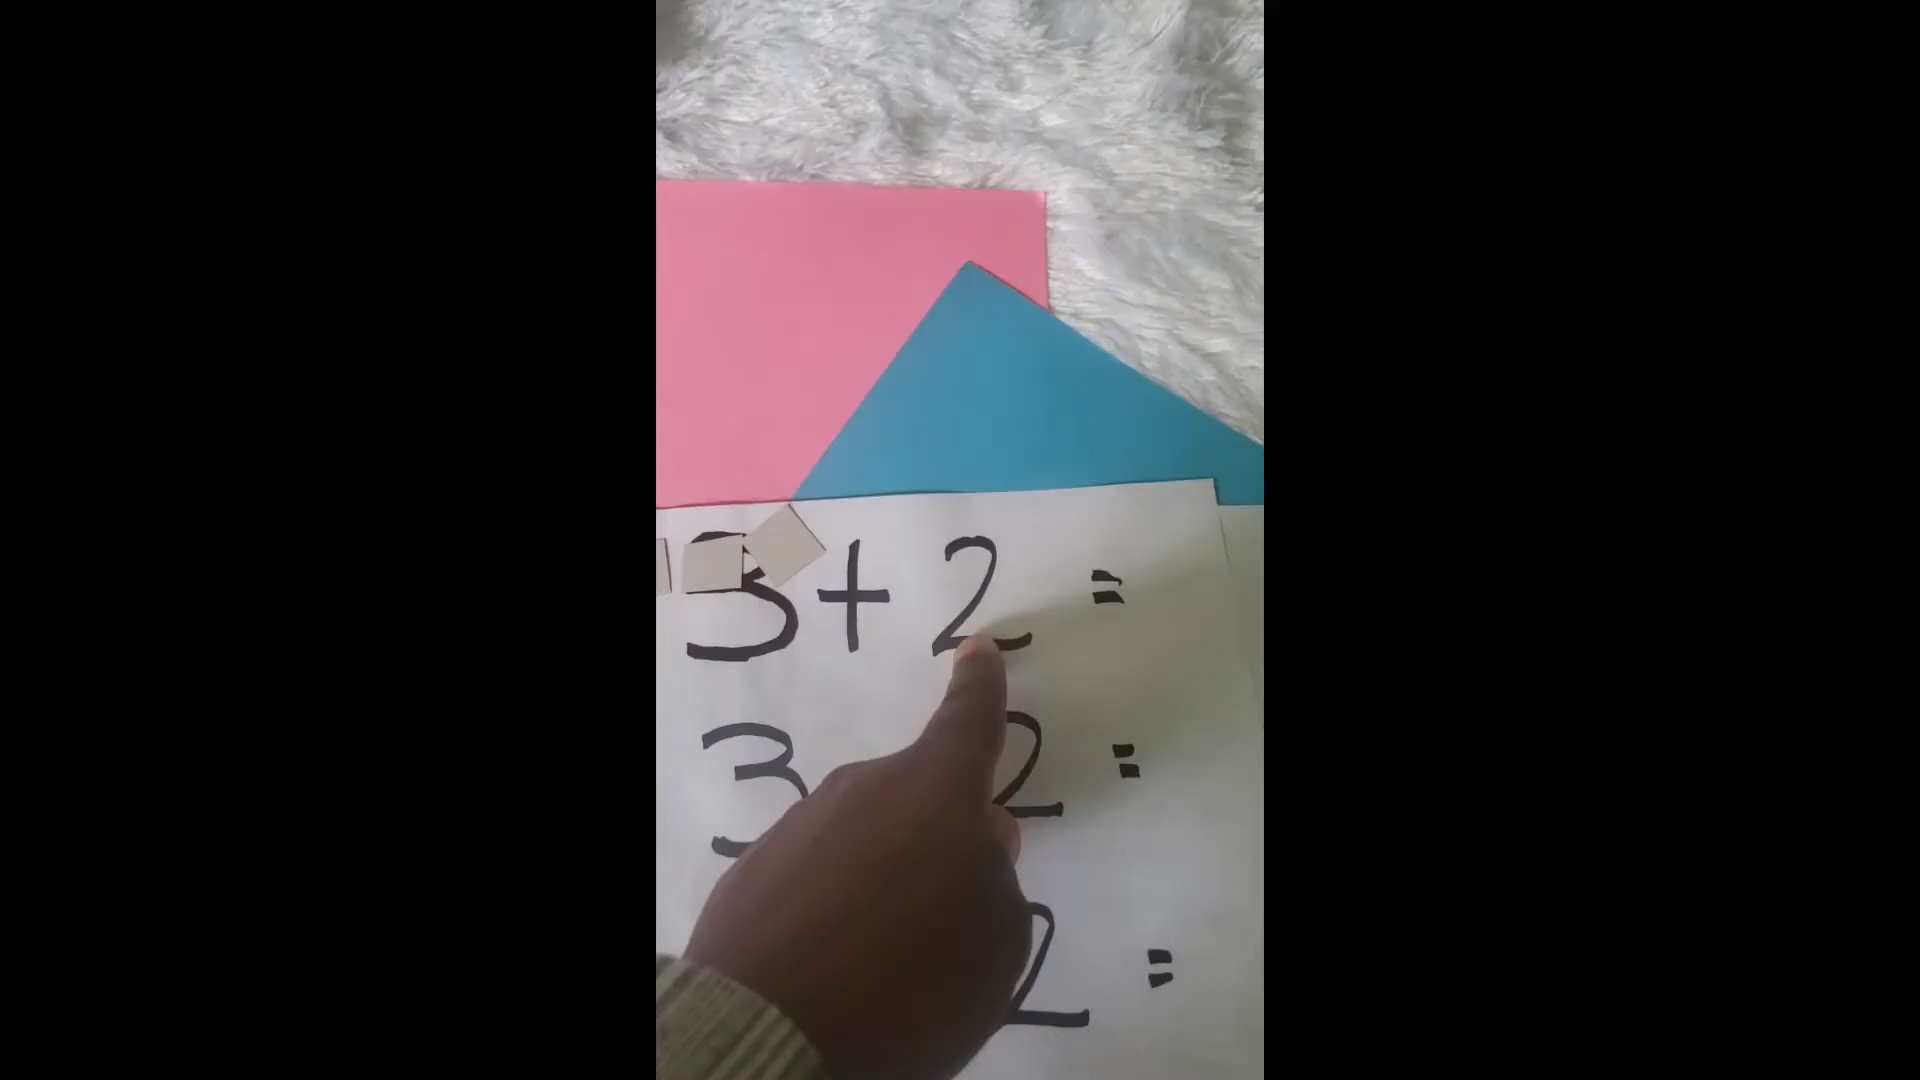 3 + 2 =
3 2 =
2 =